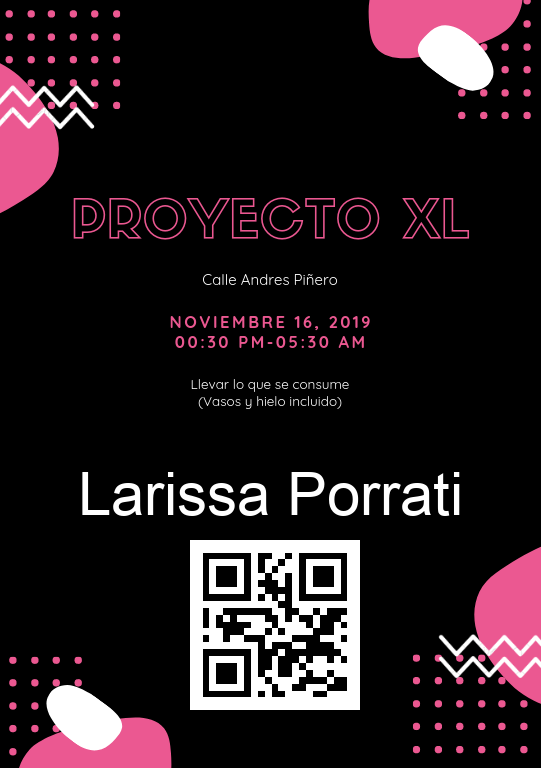 PROYECTO XL
Calle Andres Piñero
NOVIEMBRE 16, 2019
00:30 PM-05:30 AM
Llevar lo que se consume
(Vasos y hielo incluido)
Larissa Porrati